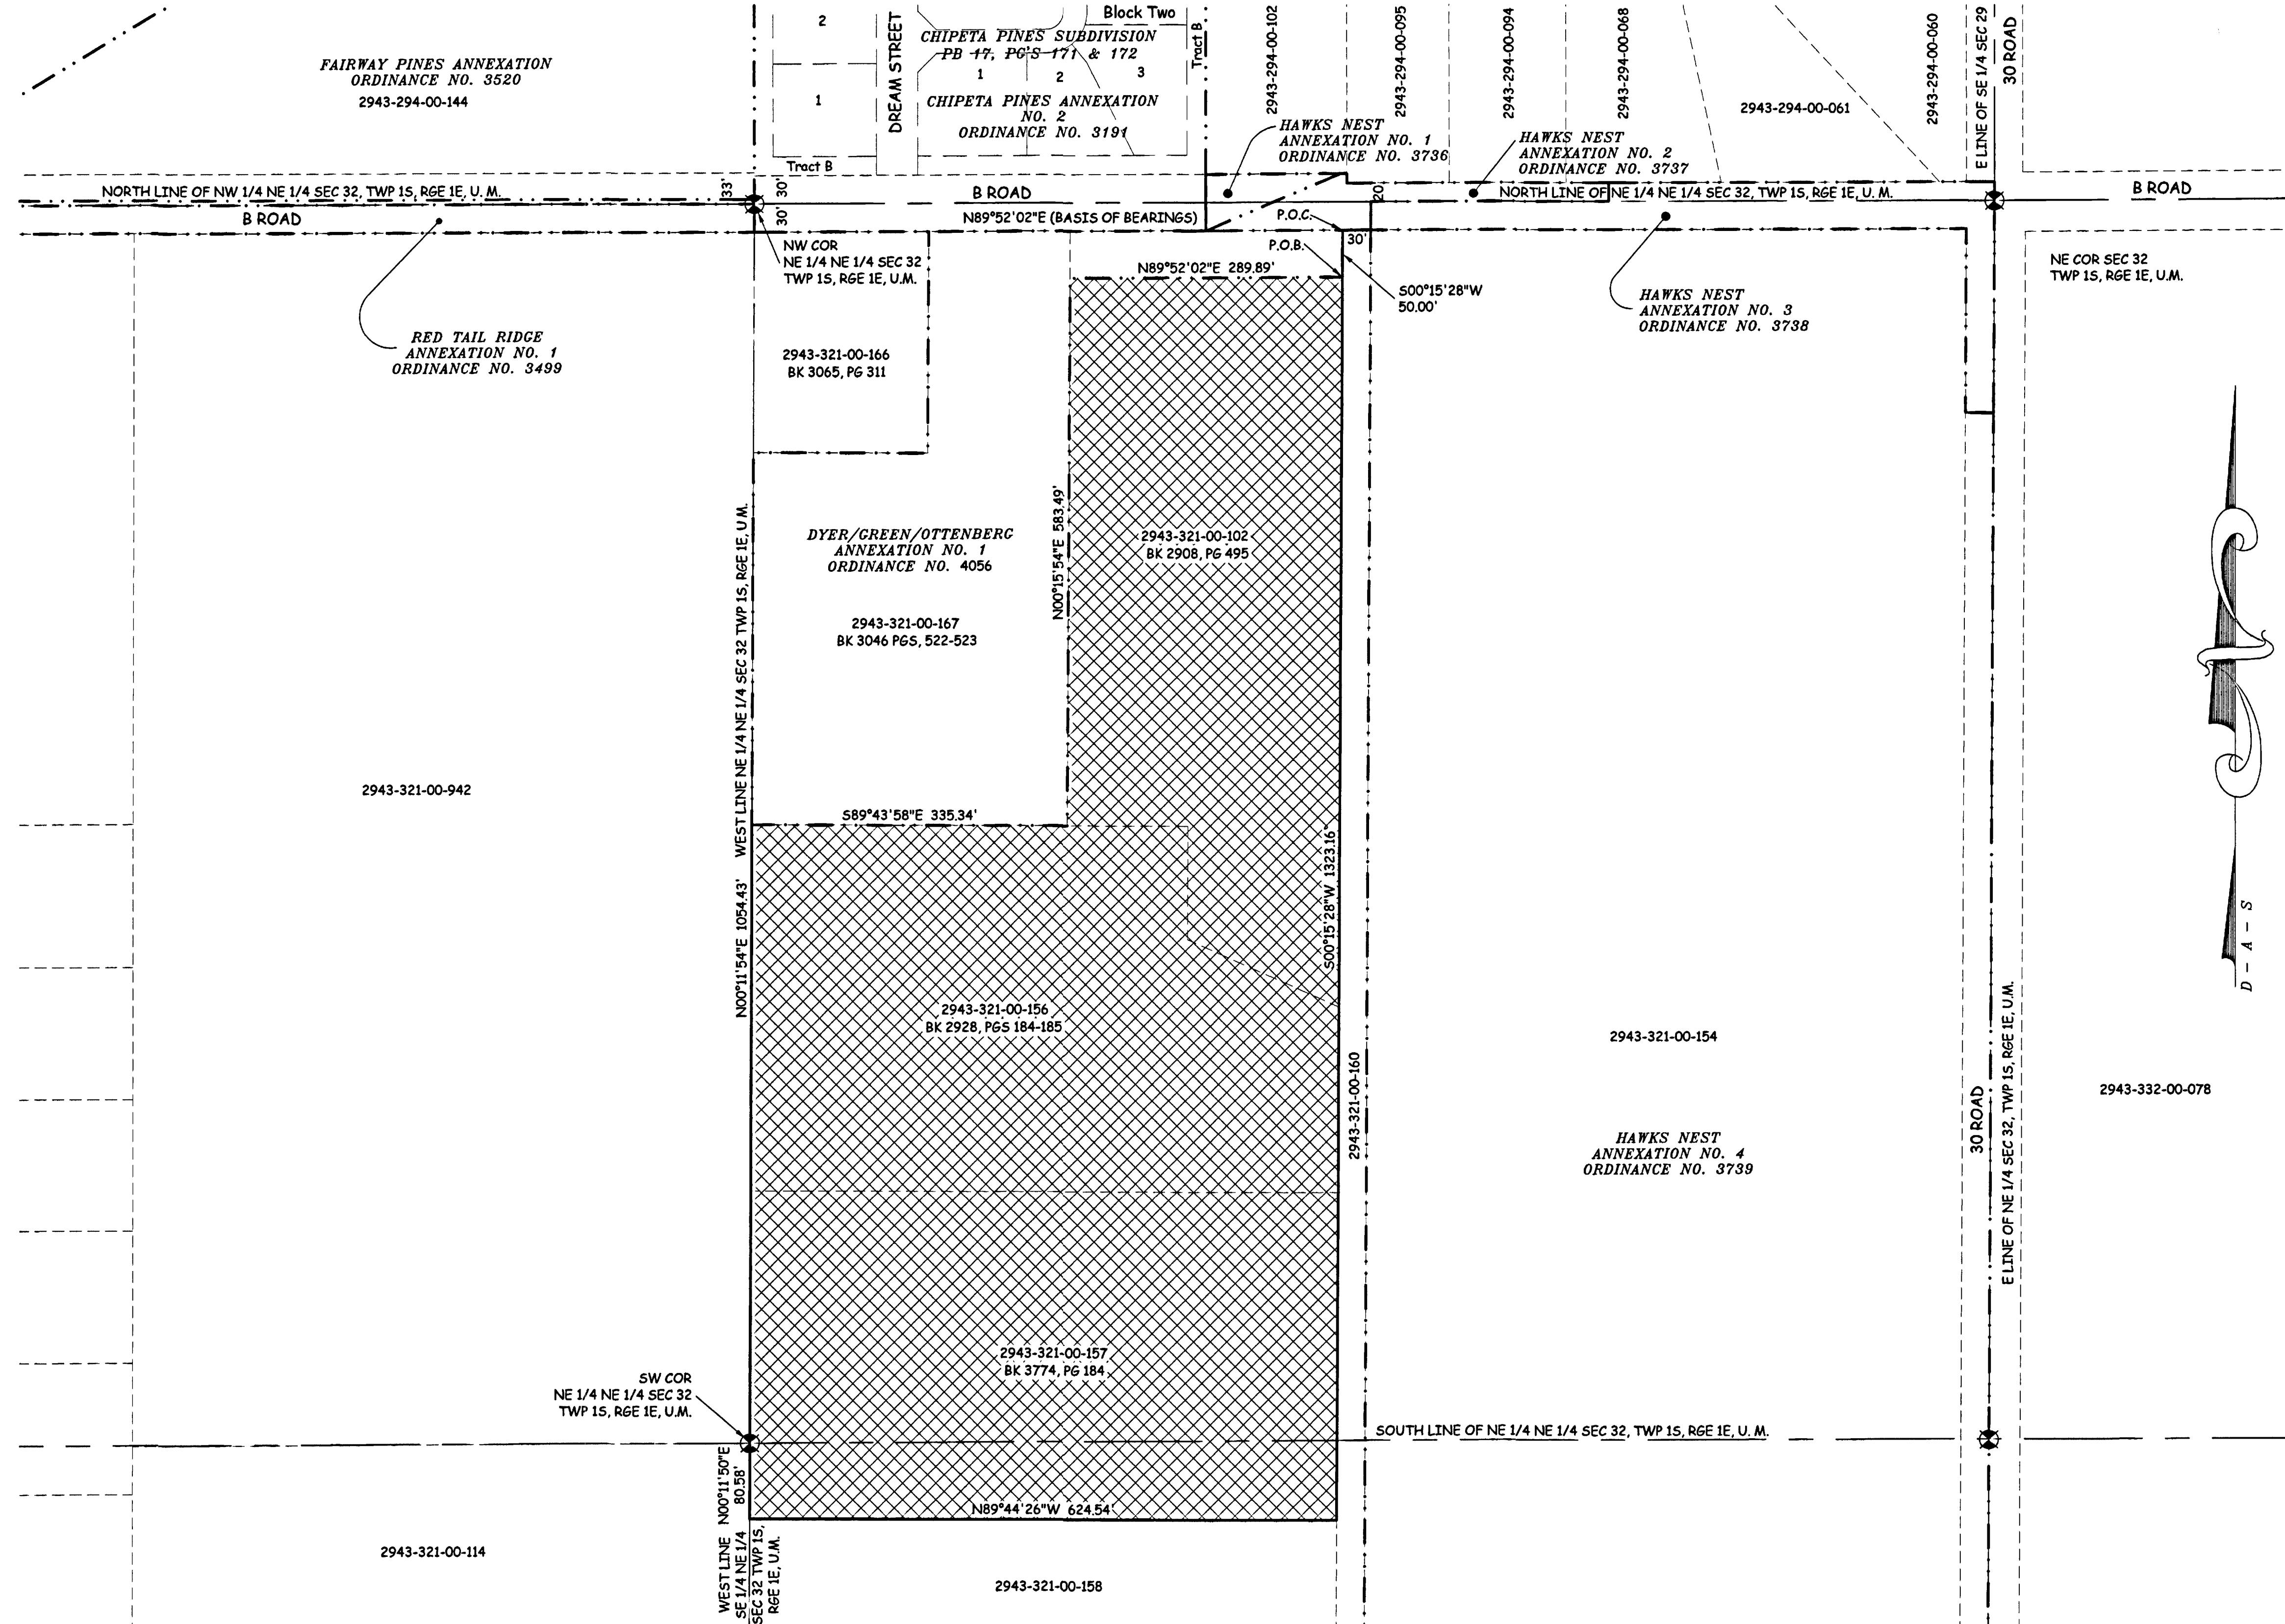 FAIRWAY PINES ANNEXATION
ORDINANCE NO. 3520
2943-294-00-144
2
1
DREAM STREET
Block Two
CHIPETA PINES SUBDIVISION
PB 17, PG'S 171 & 172
1
2
3
CHIPETA PINES ANNEXATION
NO. 2
ORDINANCE NO. 3191
Tract B
Tract B
2943-294-00-102
2943-294-00-095
2943-294-00-094
2943-294-00-068
2943-294-00-061
2943-294-00-060
E LINE OF SE 1/4 SEC 29
30 ROAD
HAWKS NEST
ANNEXATION NO. 1
ORDINANCE NO. 3736
HAWKS NEST
ANNEXATION NO. 2
ORDINANCE NO. 3737
NORTH LINE OF NW 1/4 NE 1/4 SEC 32, TWP 1S, RGE 1E, U. M.
33'
30'
B ROAD
20'
NORTH LINE OF NE 1/4 NE 1/4 SEC 32, TWP 1S, RGE 1E, U. M.
B ROAD
B ROAD
30'
N89°52'02"E (BASIS OF BEARINGS)
P.O.C.
30'
P.O.B.
NW COR
NE 1/4 NE 1/4 SEC 32
TWP 1S, RGE 1E, U.M.
N89°52'02"E 289.89'
S00°15'28"W
50.00'
HAWKS NEST
ANNEXATION NO. 3
ORDINANCE NO. 3738
NE COR SEC 32
TWP 1S, RGE 1E, U.M.
RED TAIL RIDGE
ANNEXATION NO. 1
ORDINANCE NO. 3499
2943-321-00-166
BK 3065, PG 311
WEST LINE NE 1/4 NE 1/4 SEC 32 TWP 1S, RGE 1E, U.M.
DYER/GREEN/OTTENBERG
ANNEXATION NO. 1
ORDINANCE NO. 4056
N00°15'54"E 583.49'
2943-321-00-102
BK 2908, PG 495
2943-321-00-167
BK 3046 PGS, 522-523
2943-321-00-942
S89°43'58"E 335.34'
N00°11'54"E 1054.43'
S00°15'28"W 1323.16'
D - A - S
2943-321-00-156
BK 2928, PGS 184-185
2943-321-00-160
2943-321-00-154
30 ROAD
E LINE OF NE 1/4 SEC 32, TWP 1S, RGE 1E, U.M.
2943-332-00-078
HAWKS NEST
ANNEXATION NO. 4
ORDINANCE NO. 3739
2943-321-00-157
BK 3774, PG 184
SW COR
NE 1/4 NE 1/4 SEC 32
TWP 1S, RGE 1E, U.M.
SOUTH LINE OF NE 1/4 NE 1/4 SEC 32, TWP 1S, RGE 1E, U. M.
N00°11'50"E
80.58'
N89°44'26"W 624.54'
WEST LINE
SE 1/4 NE 1/4
SEC 32 TWP 1S,
RGE 1E, U.M.
2943-321-00-114
2943-321-00-158